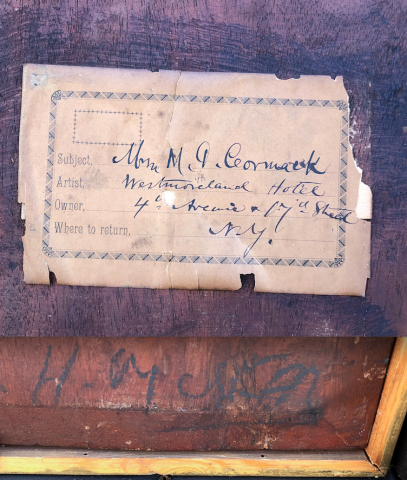 Subject, Mrs M. G. Cormack
Artist, Westmoreland Hotel
Owner, 4th Avenue & 17th Street
Where to return, N.Y.
H.